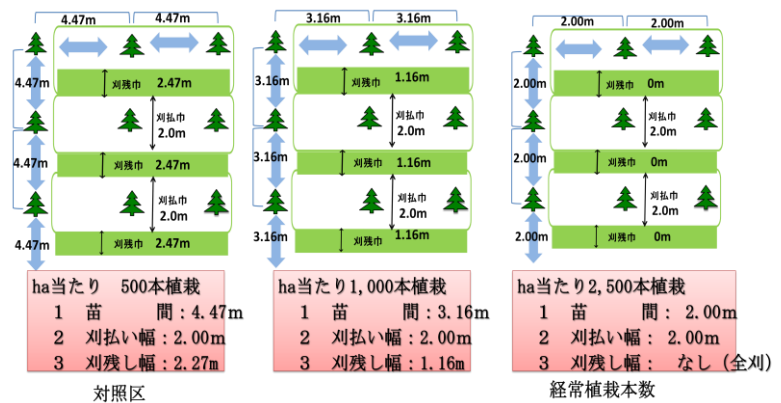 4.47m 4.47m
4.47m
刈残巾 2.47m
刈払巾
2.0m
4.47m
刈残巾 2.47m
刈払巾
2.0m
4.47m
刈残巾 2.47m
ha当たり 500本植栽
1 苗 間:4.47m
2 刈払い幅:2.00m
3 刈残し幅:2.27m
対照区
3.16m 3.16m
3.16m
刈残巾 1.16m
刈払巾
2.0m
3.16m
刈残巾 1.16m
刈払巾
2.0m
3.16m
刈残巾 1.16m
ha当たり1,000本植栽
1 苗 間:3.16m
2 刈払い幅:2.00m
3 刈残し幅:1.16m
2.00m 2.00m
2.00m
刈残巾 0m
刈払巾
2.0m
2.00m
刈残巾 0m
刈払巾
2.0m
2.00m
刈残巾 0m
ha当たり2,500本植栽
1 苗 間: 2.00m
2 刈払い幅: 2.00m
3 刈残し幅: なし(全刈)
経常植栽本数